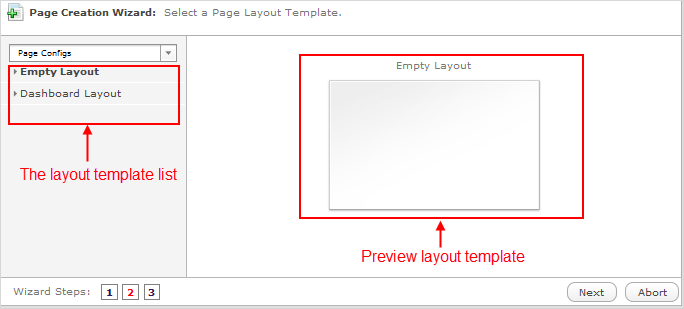 Page Creation Wizard: Select a Page Layout Template.
Page Configs
Empty Layout
Dashboard Layout
The layout template list
Empty Layout
Preview layout template
Wizard Steps: 1 2 3 Next Abort